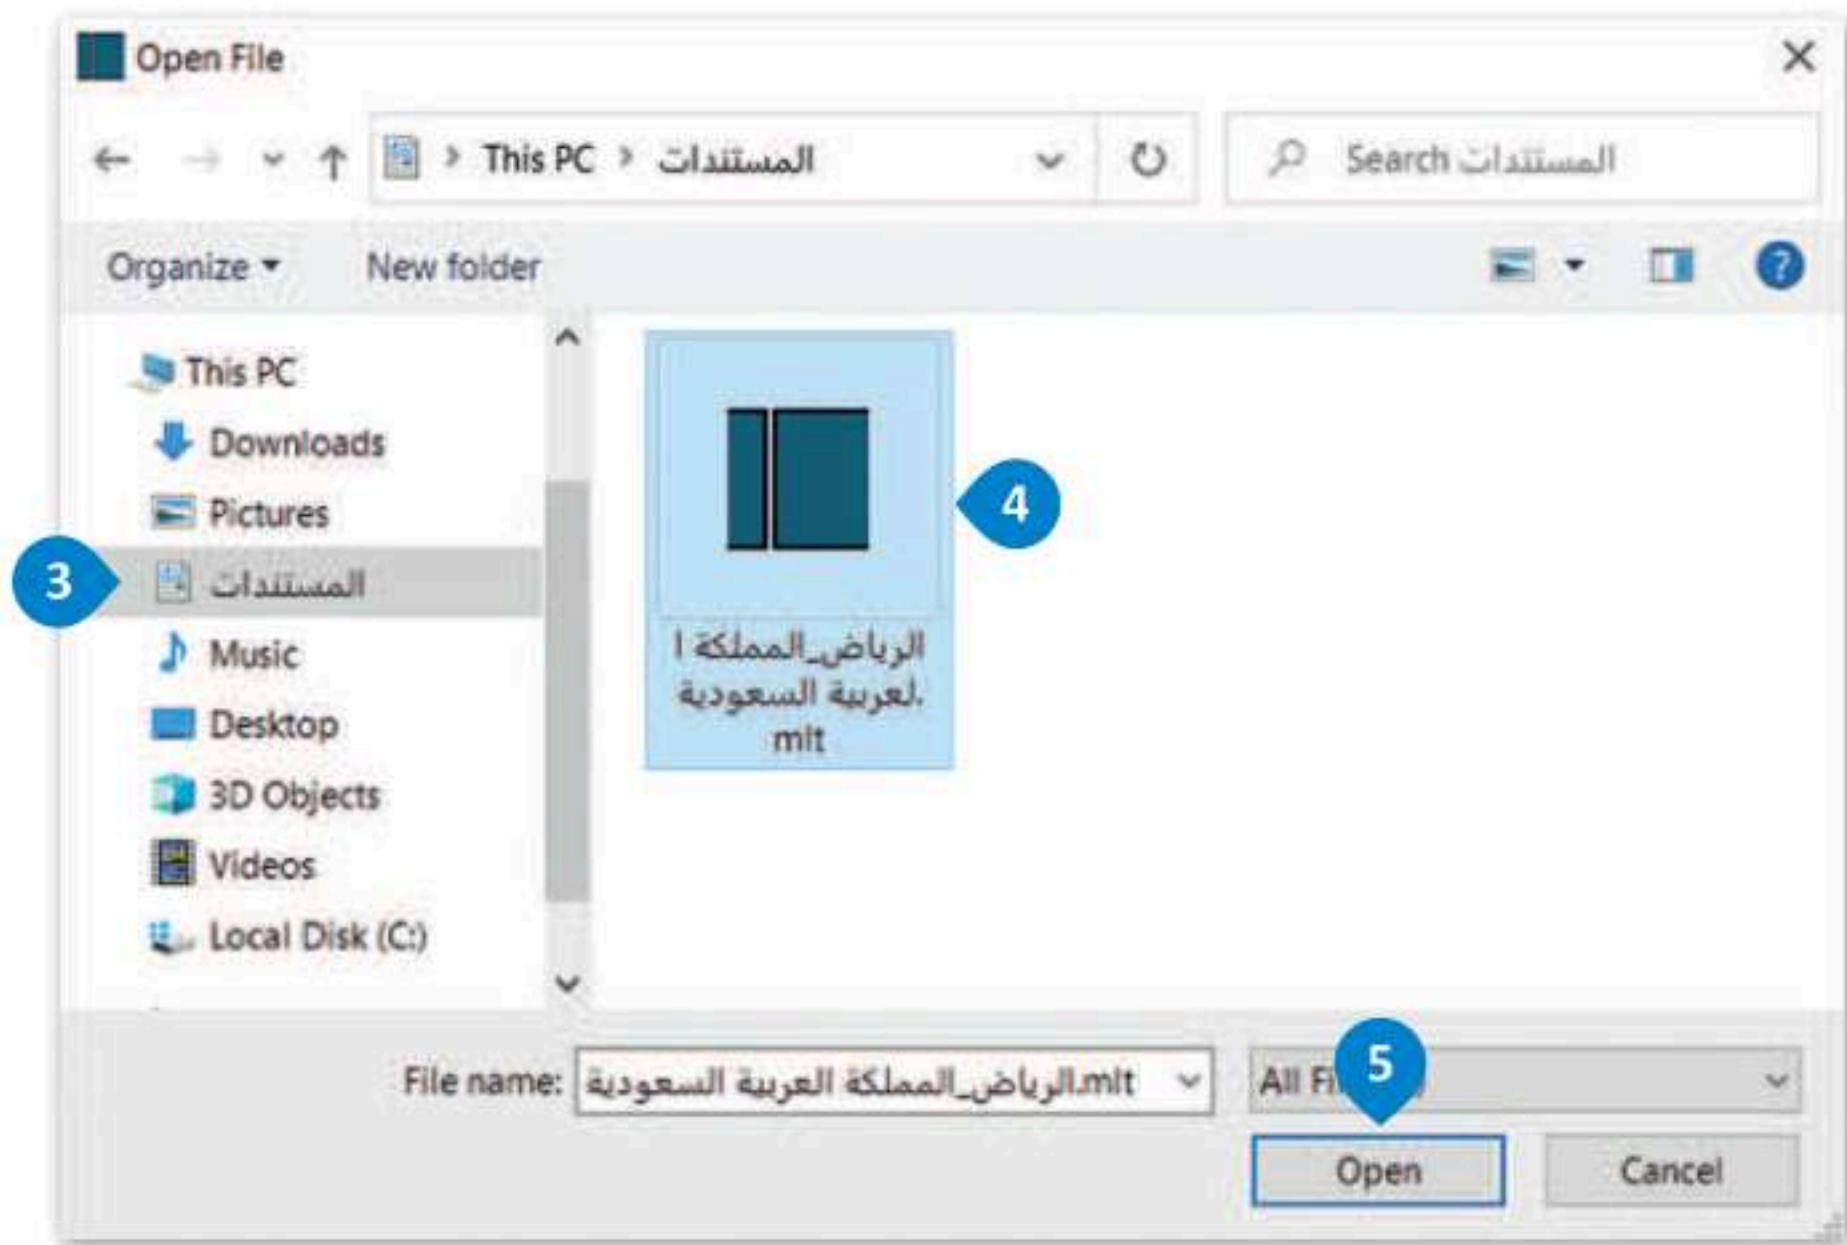 Open File
This PC > المستندات
Search المستندات
Organize
New folder
?
This PC
Downloads
Pictures
3
المستندات
Music
Desktop
3D Objects
Videos
Local Disk (C:)
4
الرياض_المملكة ا
لعربية السعودية.
mlt
File name:
الرياض_المملكة العربية السعودية.mlt
All
5
Open
Cancel